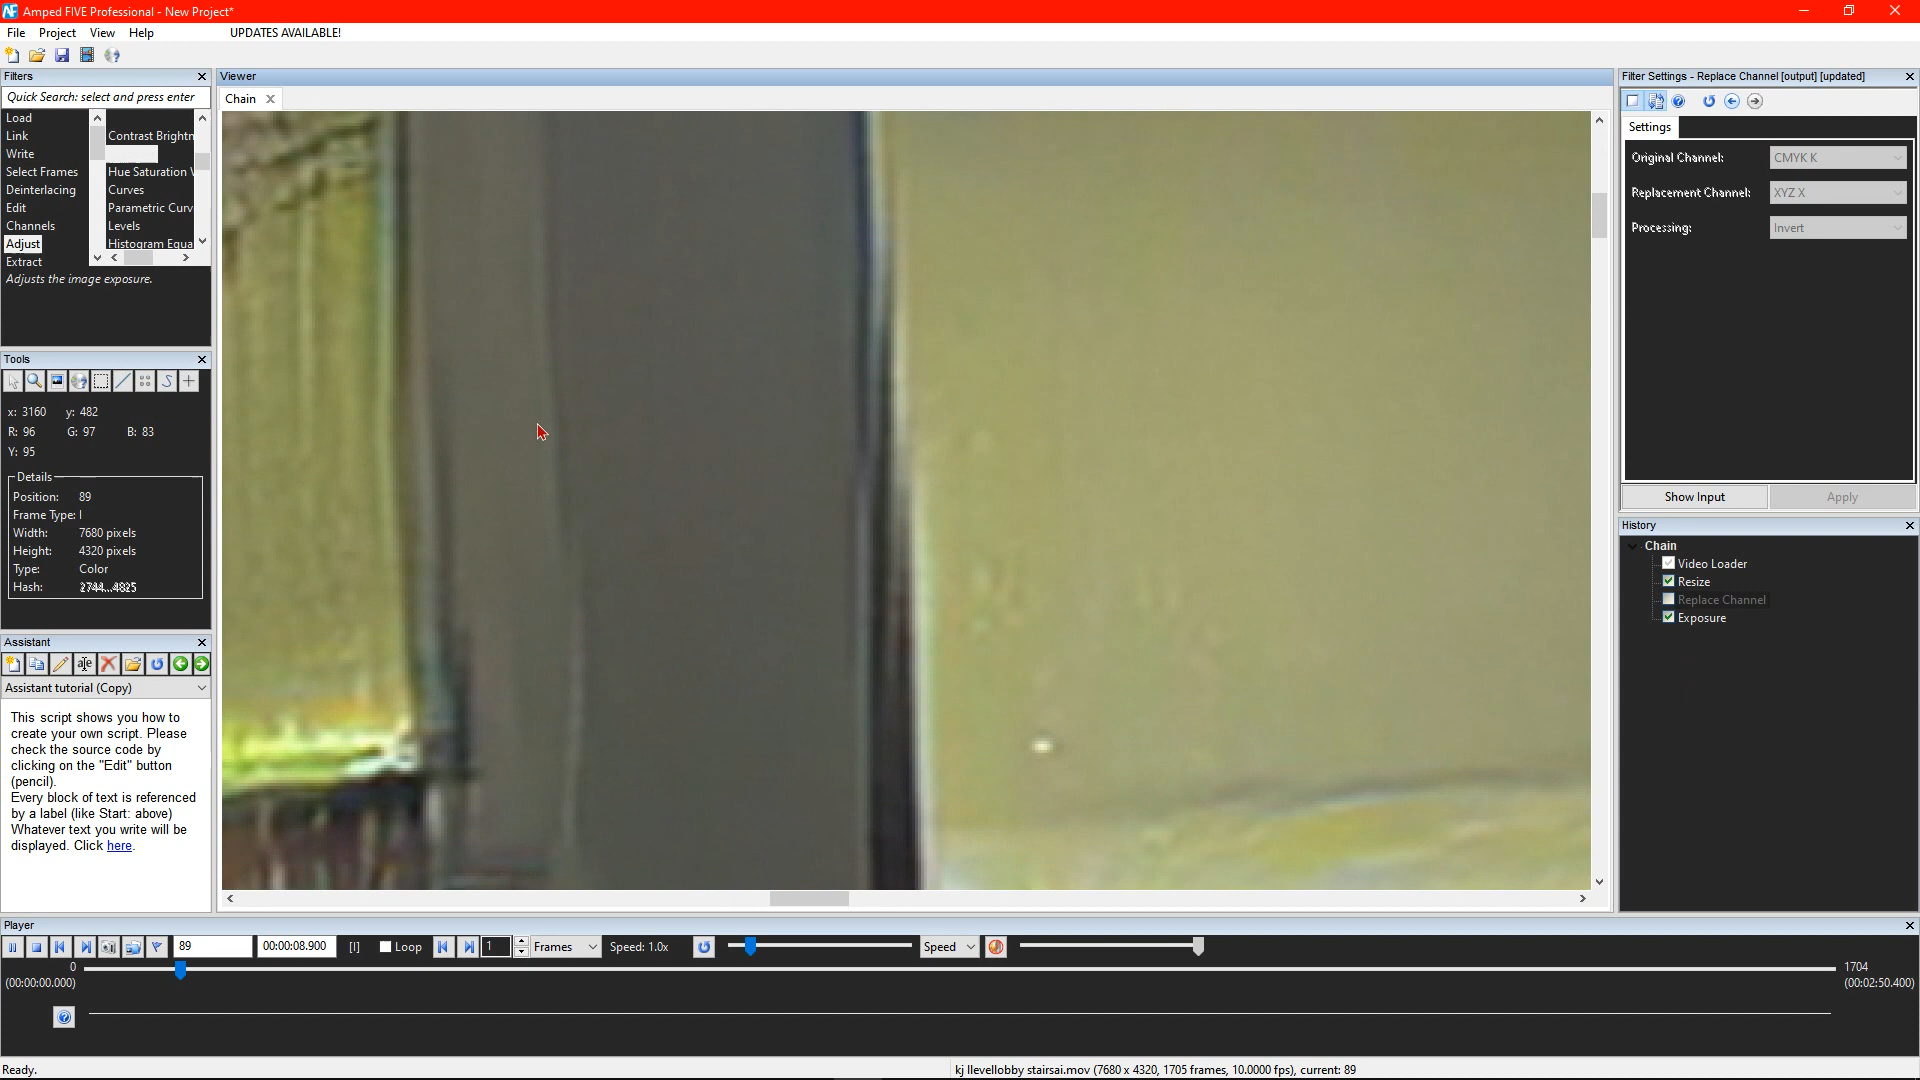 Amped FIVE Professional - New Project*
File Project View Help UPDATES AVAILABLE!
Filters
Quick Search: select and press enter
Load
Link
Write
Select Frames
Deinterlacing
Edit
Channels
Adjust
Extract
Contrast Brightn
Hue Saturation V
Curves
Parametric Curv
Levels
Histogram Equa
Adjusts the image exposure.
Tools
x: 3160 y: 482
R: 96 G: 97 B: 83
Y: 95
Details
Position: 89
Frame Type: I
Width: 7680 pixels
Height: 4320 pixels
Type: Color
Hash: 2744...4825
Assistant
Assistant tutorial (Copy)
This script shows you how to
create your own script. Please
check the source code by
clicking on the "Edit" button
(pencil).
Every block of text is referenced
by a label (like Start: above)
Whatever text you write will be
displayed. Click here.
Viewer
Chain
Filter Settings - Replace Channel [output] [updated]
Settings
Original Channel: CMYK K
Replacement Channel: XYZ X
Processing: Invert
Show Input Apply
History
Chain
Video Loader
Resize
Replace Channel
Exposure
Player
89 00:00:08.900 [I] Loop 1 Frames Speed: 1.0x Speed
0 1704
(00:00:00.000) (00:02:50.400)
Ready. kj llevellobby stairsai.mov (7680 x 4320, 1705 frames, 10.0000 fps), current: 89